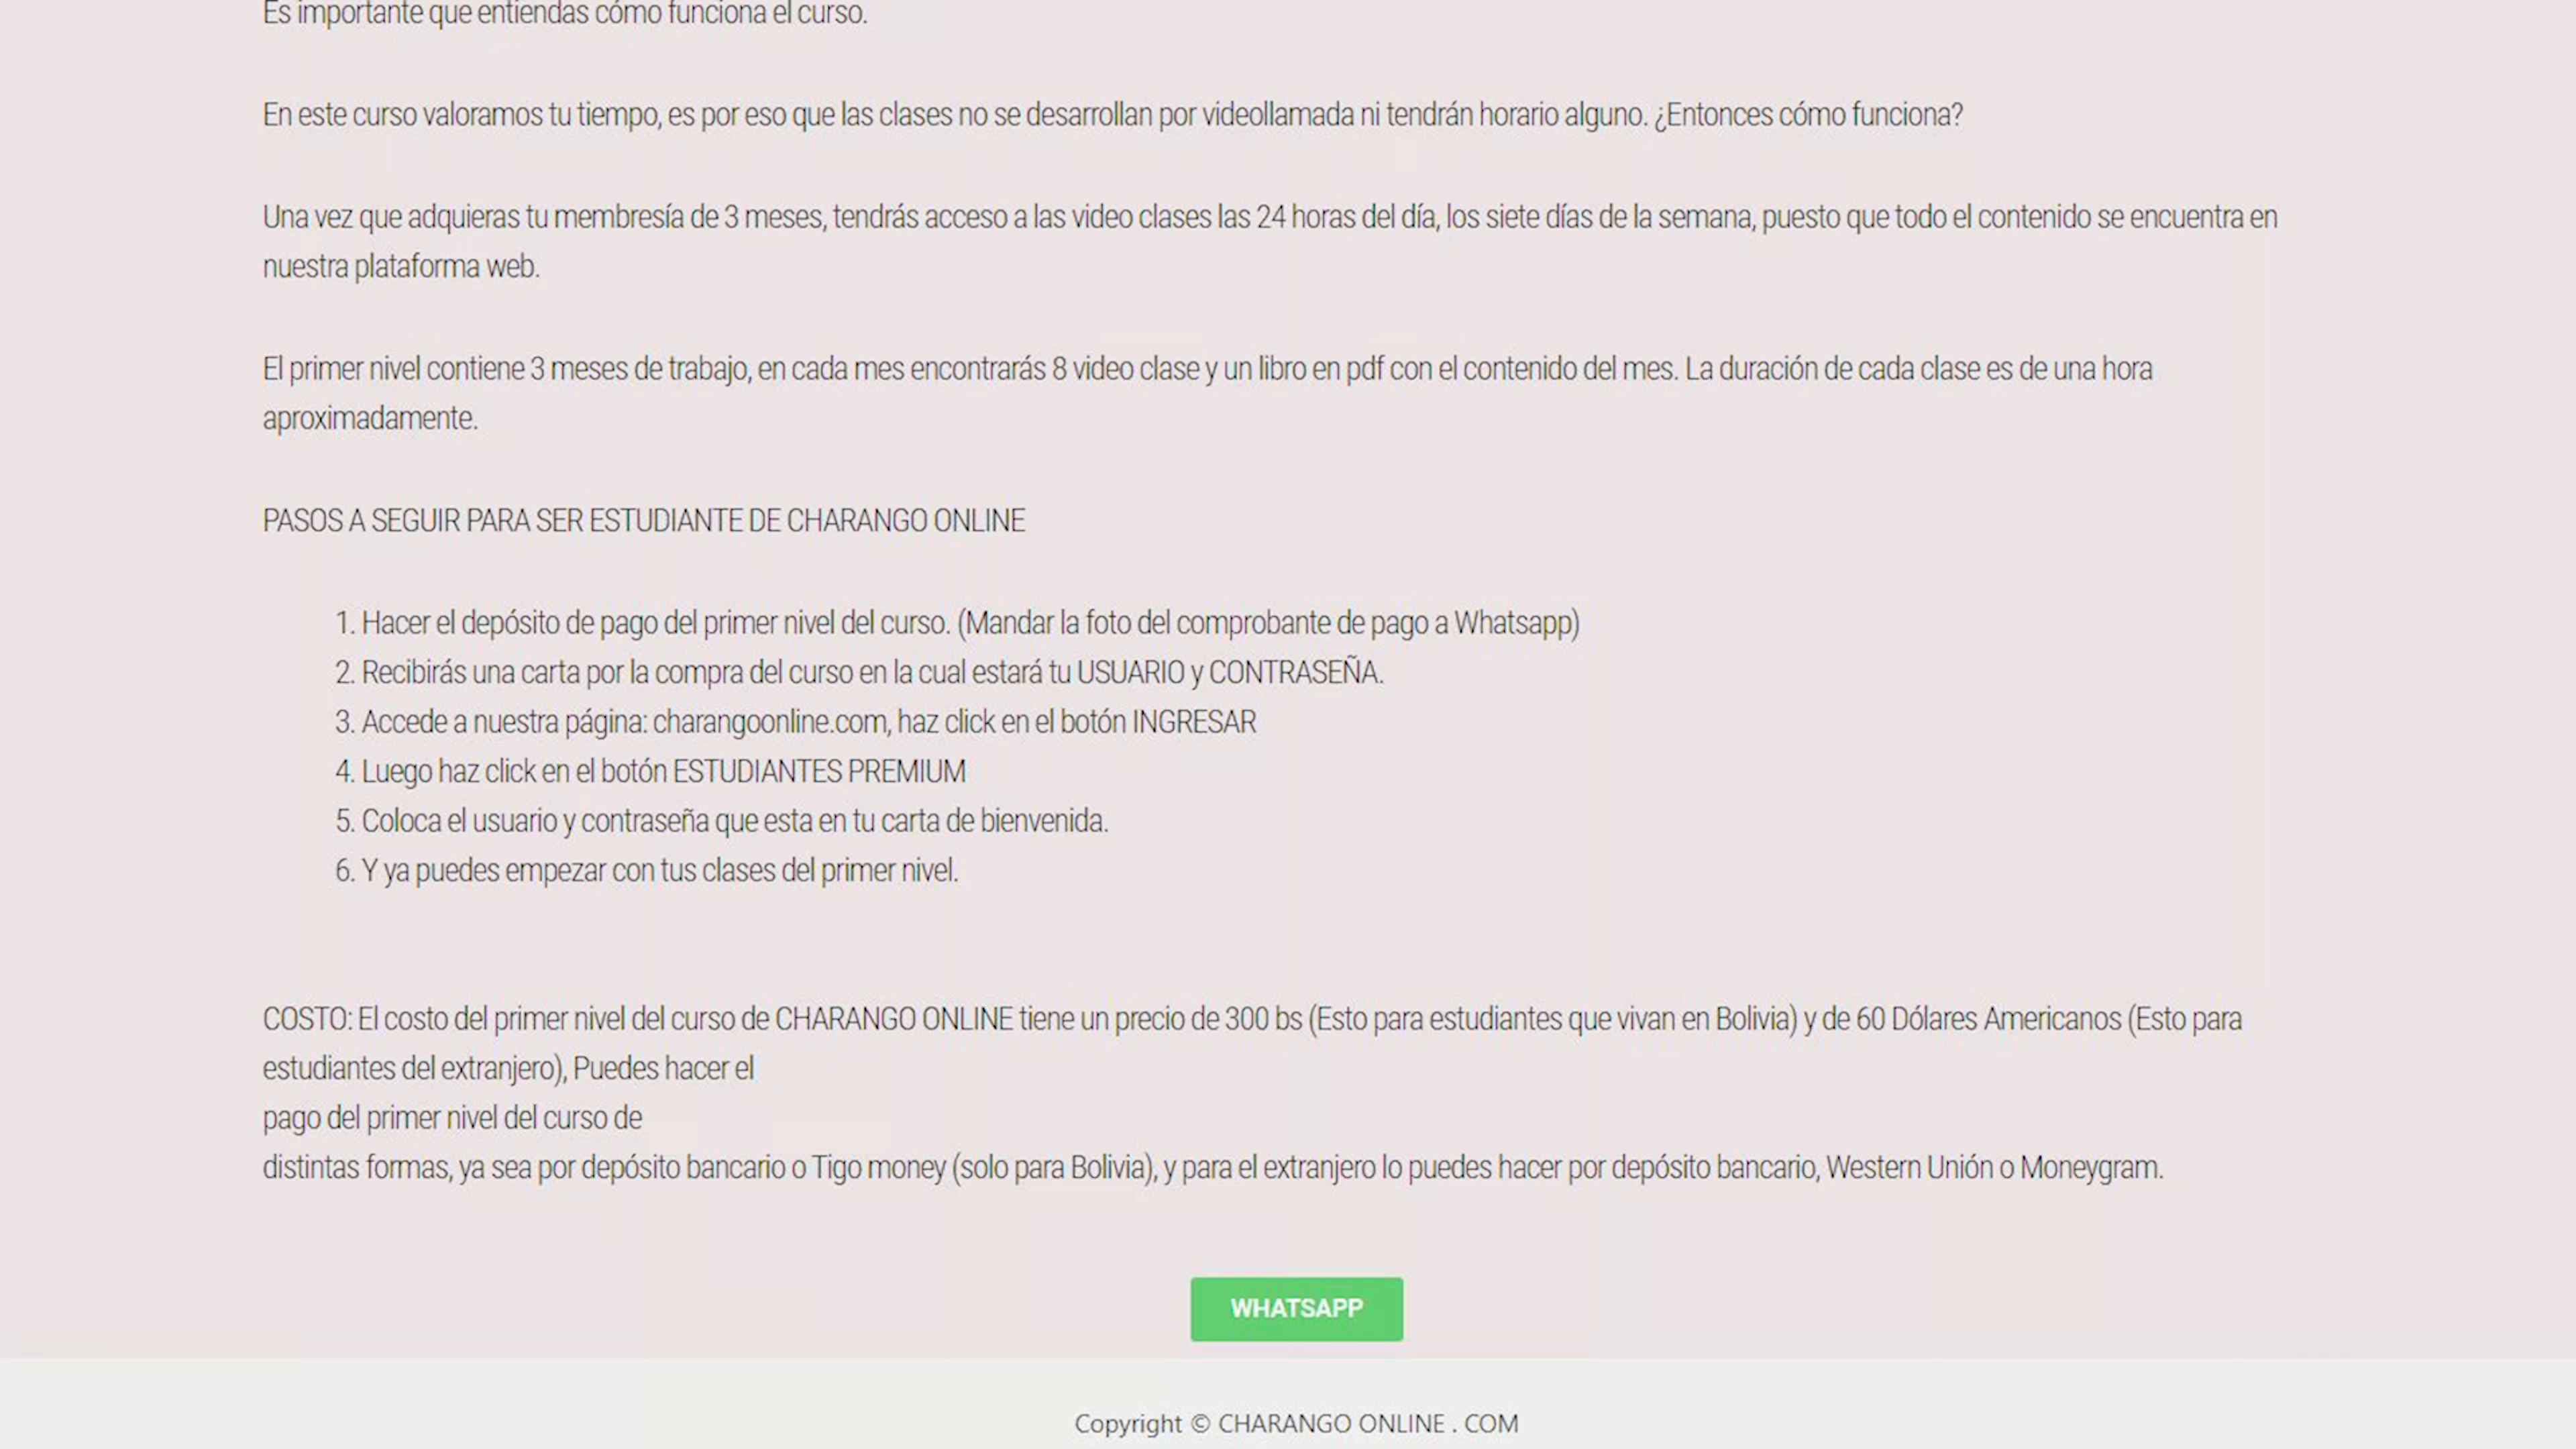 Es importante que entiendas cómo funciona el curso.
En este curso valoramos tu tiempo, es por eso que las clases no se desarrollan por videollamada ni tendrán horario alguno. ¿Entonces cómo funciona?
Una vez que adquieras tu membresía de 3 meses, tendrás acceso a las video clases las 24 horas del día, los siete días de la semana, puesto que todo el contenido se encuentra en
nuestra plataforma web.
El primer nivel contiene 3 meses de trabajo, en cada mes encontrarás 8 video clase y un libro en pdf con el contenido del mes. La duración de cada clase es de una hora
aproximadamente.
PASOS A SEGUIR PARA SER ESTUDIANTE DE CHARANGO ONLINE
1. Hacer el depósito de pago del primer nivel del curso. (Mandar la foto del comprobante de pago a Whatsapp)
2. Recibirás una carta por la compra del curso en la cual estará tu USUARIO y CONTRASEÑA.
3. Accede a nuestra página: charangoonline.com, haz click en el botón INGRESAR
4. Luego haz click en el botón ESTUDIANTES PREMIUM
5. Coloca el usuario y contraseña que esta en tu carta de bienvenida.
6. Y ya puedes empezar con tus clases del primer nivel.
COSTO: El costo del primer nivel del curso de CHARANGO ONLINE tiene un precio de 300 bs (Esto para estudiantes que vivan en Bolivia) y de 60 Dólares Americanos (Esto para
estudiantes del extranjero), Puedes hacer el
pago del primer nivel del curso de
distintas formas, ya sea por depósito bancario o Tigo money (solo para Bolivia), y para el extranjero lo puedes hacer por depósito bancario, Western Unión o Moneygram.
WHATSAPP
Copyright © CHARANGO ONLINE . COM